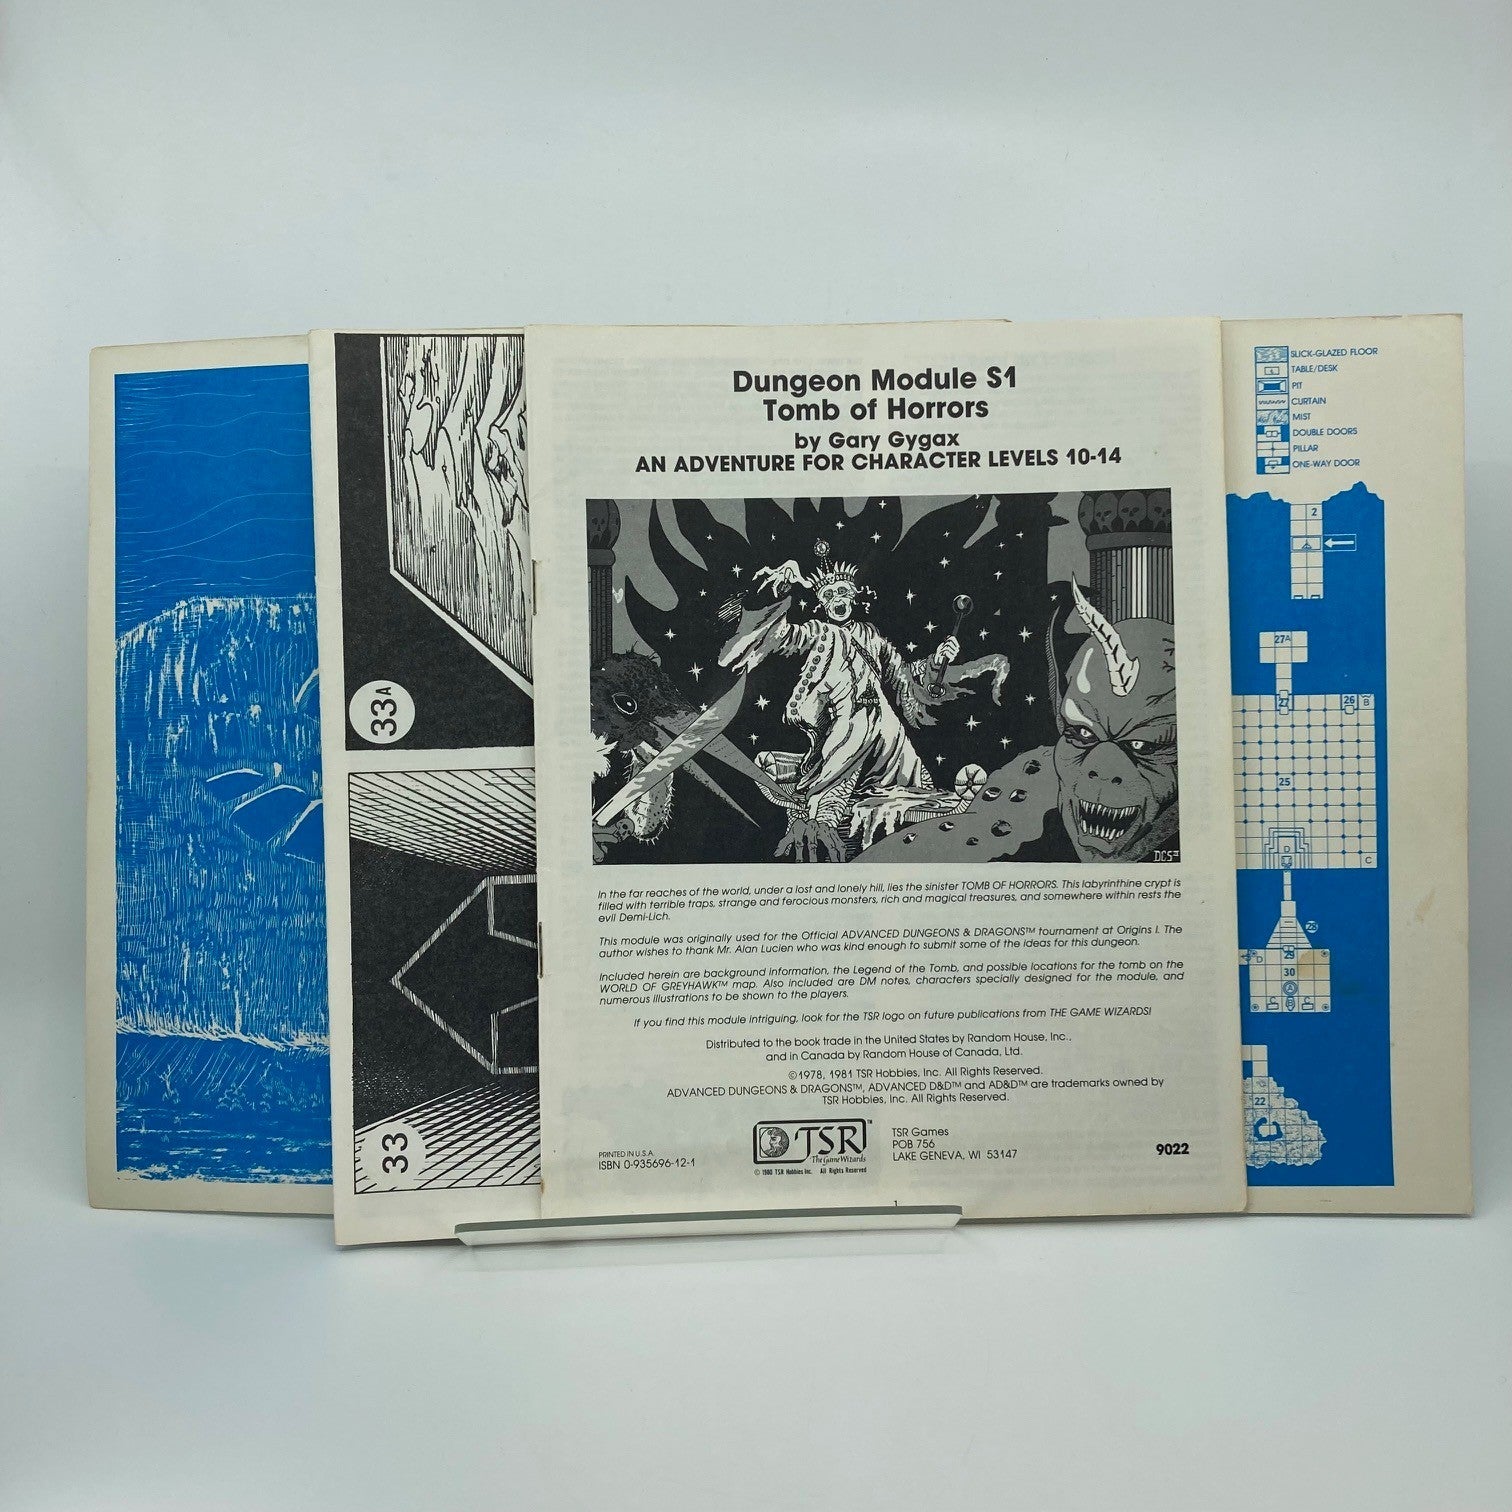 33A
33
Dungeon Module S1
Tomb of Horrors
by Gary Gygax
AN ADVENTURE FOR CHARACTER LEVELS 10-14
DCS
In the far reaches of the world, under a lost and lonely hill, lies the sinister TOMB OF HORRORS. This labyrinthine crypt is
filled with terrible traps, strange and ferocious monsters, rich and magical treasures, and somewhere within rests the
evil Demi-Lich.
This module was originally used for the Official ADVANCED DUNGEONS & DRAGONS™ tournament at Origins I. The
author wishes to thank Mr. Alan Lucien who was kind enough to submit some of the ideas for this dungeon.
Included herein are background information, the Legend of the Tomb, and possible locations for the tomb on the
WORLD OF GREYHAWK™ map. Also included are DM notes, characters specially designed for the module, and
numerous illustrations to be shown to the players.
If you find this module intriguing, look for the TSR logo on future publications from THE GAME WIZARDS!
Distributed to the book trade in the United States by Random House, Inc.,
and in Canada by Random House of Canada, Ltd.
©1978, 1981 TSR Hobbies, Inc. All Rights Reserved.
ADVANCED DUNGEONS & DRAGONS™, ADVANCED D&D™ and AD&D™ are trademarks owned by
TSR Hobbies, Inc. All Rights Reserved.
PRINTED IN U.S.A.
ISBN 0-935696-12-1
TSR™
The Game Wizards
© 1980 TSR Hobbies Inc. All Rights Reserved
TSR Games
POB 756
LAKE GENEVA, WI 53147
9022
1
SLICK-GLAZED FLOOR
TABLE/DESK
PIT
CURTAIN
MIST
DOUBLE DOORS
PILLAR
ONE-WAY DOOR
2
27A
27
26
B
25
D
C
28
D
29
30
A
C
B
C
22